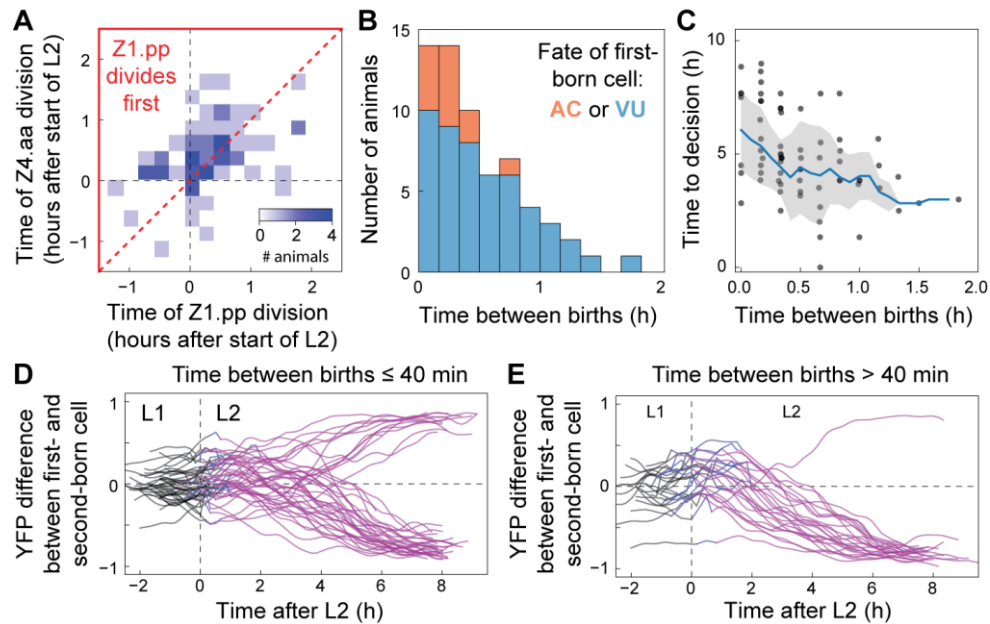 A
Time of Z4.aa division
(hours after start of L2)
2
1
0
−1
Z1.pp
divides
first
0 2 4
# animals
−1 0 1 2
Time of Z1.pp division
(hours after start of L2)
B
Number of animals
15
10
5
0
Fate of first-
born cell:
AC or VU
0 1 2
Time between births (h)
C
Time to decision (h)
10
5
0
0.0 0.5 1.0 1.5 2.0
Time between births (h)
D
Time between births ≤ 40 min
YFP difference
between first- and
second-born cell
1
0
−1
L1 L2
−2 0 2 4 6 8
Time after L2 (h)
E
Time between births > 40 min
YFP difference
between first- and
second-born cell
1
0
−1
L1 L2
−2 0 2 4 6 8
Time after L2 (h)